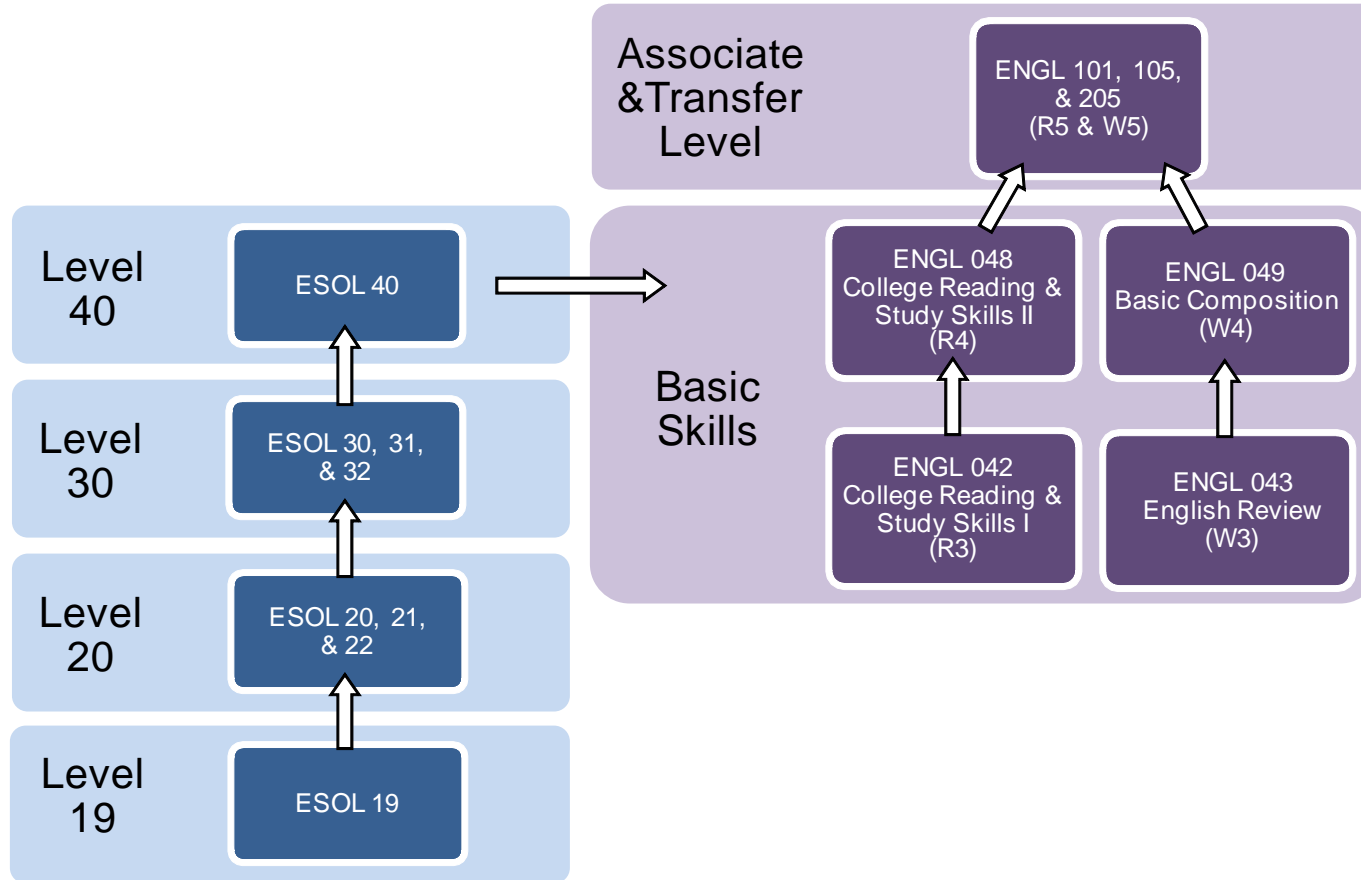 Associate
&Transfer
Level
ENGL 101, 105,
& 205
(R5 & W5)
Level
40
ESOL 40
Level
30
ESOL 30, 31,
& 32
Level
20
ESOL 20, 21,
& 22
Level
19
ESOL 19
Basic
Skills
ENGL 048
College Reading &
Study Skills II
(R4)
ENGL 049
Basic Composition
(W4)
ENGL 042
College Reading &
Study Skills I
(R3)
ENGL 043
English Review
(W3)